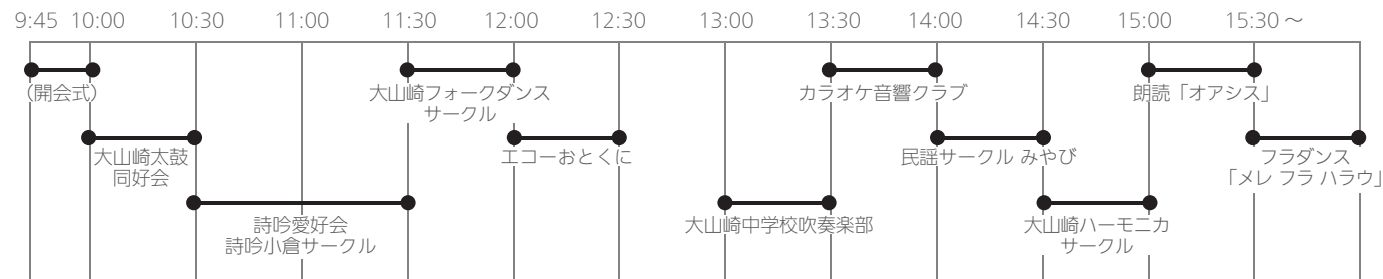 9:45 10:00 10:30 11:00 11:30 12:00 12:30 13:00 13:30 14:00 14:30 15:00 15:30～
（開会式）
大山崎フォークダンス
サークル
カラオケ音響クラブ
朗読「オアシス」
大山崎太鼓
同好会
エコーおとくに
民謡サークル みやび
フラダンス
「メレ フラ ハラウ」
詩吟愛好会
詩吟小倉サークル
大山崎中学校吹奏楽部
大山崎ハーモニカ
サークル